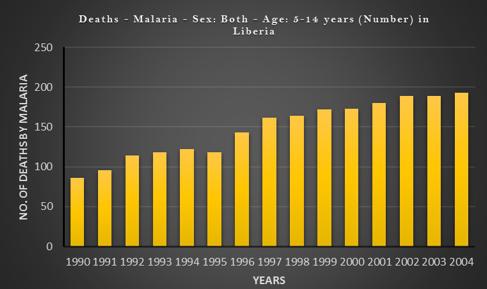 Deaths - Malaria - Sex: Both - Age: 5-14 years (Number) in
Liberia
250
200
150
100
50
0
NO. OF DEATHS BY MALARIA
1990 1991 1992 1993 1994 1995 1996 1997 1998 1999 2000 2001 2002 2003 2004
YEARS